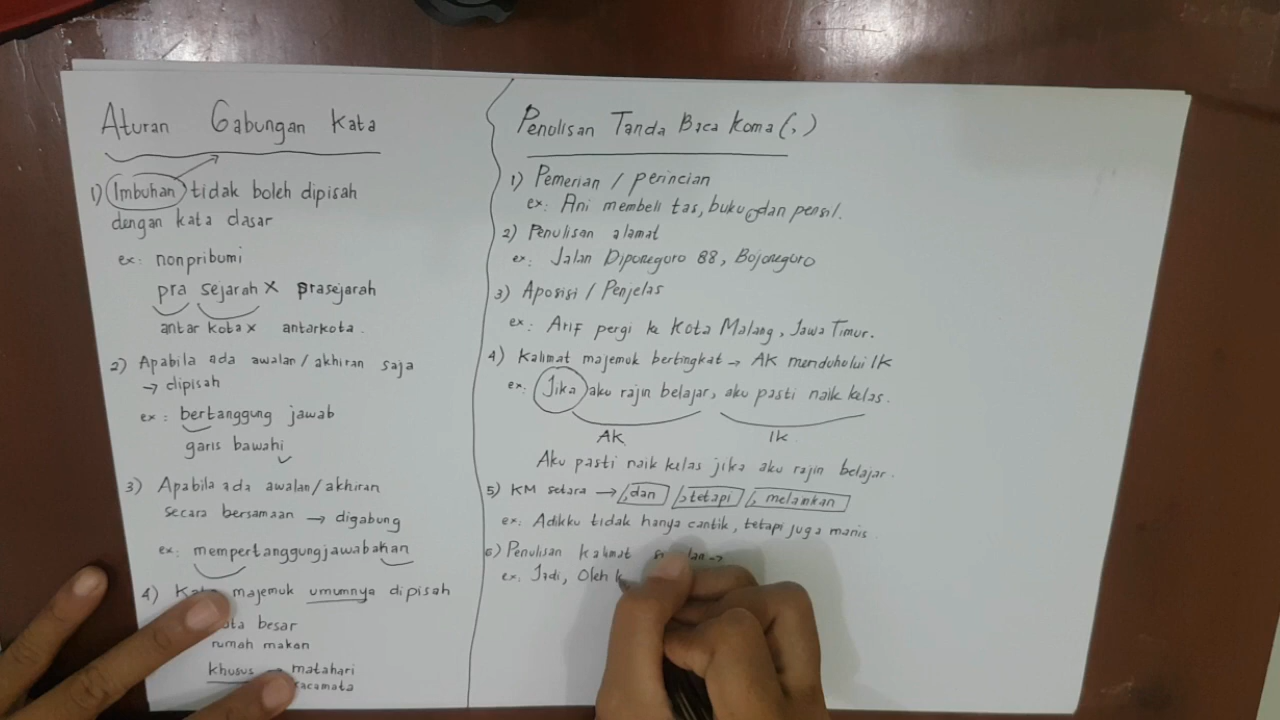 Aturan Gabungan Kata
1) Imbuhan tidak boleh dipisah
dengan kata dasar
ex: nonpribumi
pra sejarah X prasejarah
antar kota X antarkota.
2) Apabila ada awalan/akhiran saja
→ dipisah
ex: bertanggung jawab
garis bawahi
3) Apabila ada awalan/akhiran
secara bersamaan → digabung
ex: mempertanggungjawabakan
4) majemuk umumnya dipisah
besar
rumah makan
khusus → matahari
kacamata
Penulisan Tanda Baca Koma (,)
1) Pemerian / perincian
ex: Ani membeli tas, buku, dan pensil.
2) Penulisan alamat
ex: Jalan Diponegoro 88, Bojonegoro
3) Aposisi / Penjelas
ex: Arif pergi ke Kota Malang, Jawa Timur.
4) Kalimat majemuk bertingkat → AK menduholui IK
ex: Jika aku rajin belajar, aku pasti naik kelas.
AK IK
Aku pasti naik kelas jika aku rajin belajar.
5) KM setara → , dan , tetapi , melainkan
ex: Adikku tidak hanya cantik, tetapi juga manis
6) Penulisan kalimat →
ex: Jadi, Oleh k